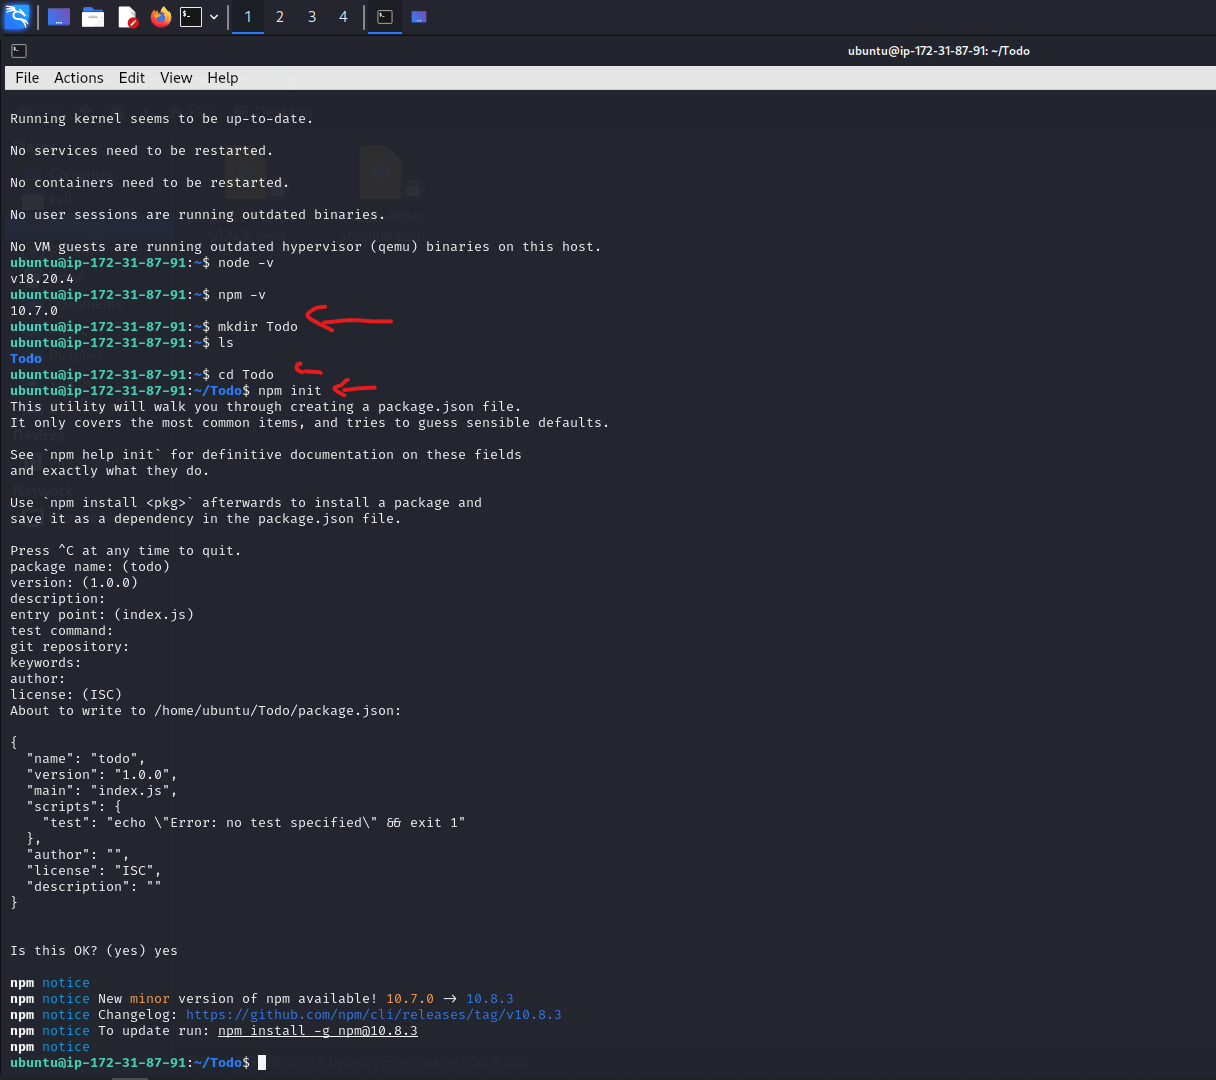 1 2 3 4
ubuntu@ip-172-31-87-91: ~/Todo
File Actions Edit View Help
Running kernel seems to be up-to-date.
No services need to be restarted.
No containers need to be restarted.
No user sessions are running outdated binaries.
No VM guests are running outdated hypervisor (qemu) binaries on this host.
ubuntu@ip-172-31-87-91:~$ node -v
v18.20.4
ubuntu@ip-172-31-87-91:~$ npm -v
10.7.0
ubuntu@ip-172-31-87-91:~$ mkdir Todo
ubuntu@ip-172-31-87-91:~$ ls
Todo
ubuntu@ip-172-31-87-91:~$ cd Todo
ubuntu@ip-172-31-87-91:~/Todo$ npm init
This utility will walk you through creating a package.json file.
It only covers the most common items, and tries to guess sensible defaults.
See `npm help init` for definitive documentation on these fields
and exactly what they do.
Use `npm install <pkg>` afterwards to install a package and
save it as a dependency in the package.json file.
Press ^C at any time to quit.
package name: (todo)
version: (1.0.0)
description:
entry point: (index.js)
test command:
git repository:
keywords:
author:
license: (ISC)
About to write to /home/ubuntu/Todo/package.json:
{
  "name": "todo",
  "version": "1.0.0",
  "main": "index.js",
  "scripts": {
    "test": "echo \"Error: no test specified\" && exit 1"
  },
  "author": "",
  "license": "ISC",
  "description": ""
}
Is this OK? (yes) yes
npm notice
npm notice New minor version of npm available! 10.7.0 -> 10.8.3
npm notice Changelog: https://github.com/npm/cli/releases/tag/v10.8.3
npm notice To update run: npm install -g npm@10.8.3
npm notice
ubuntu@ip-172-31-87-91:~/Todo$